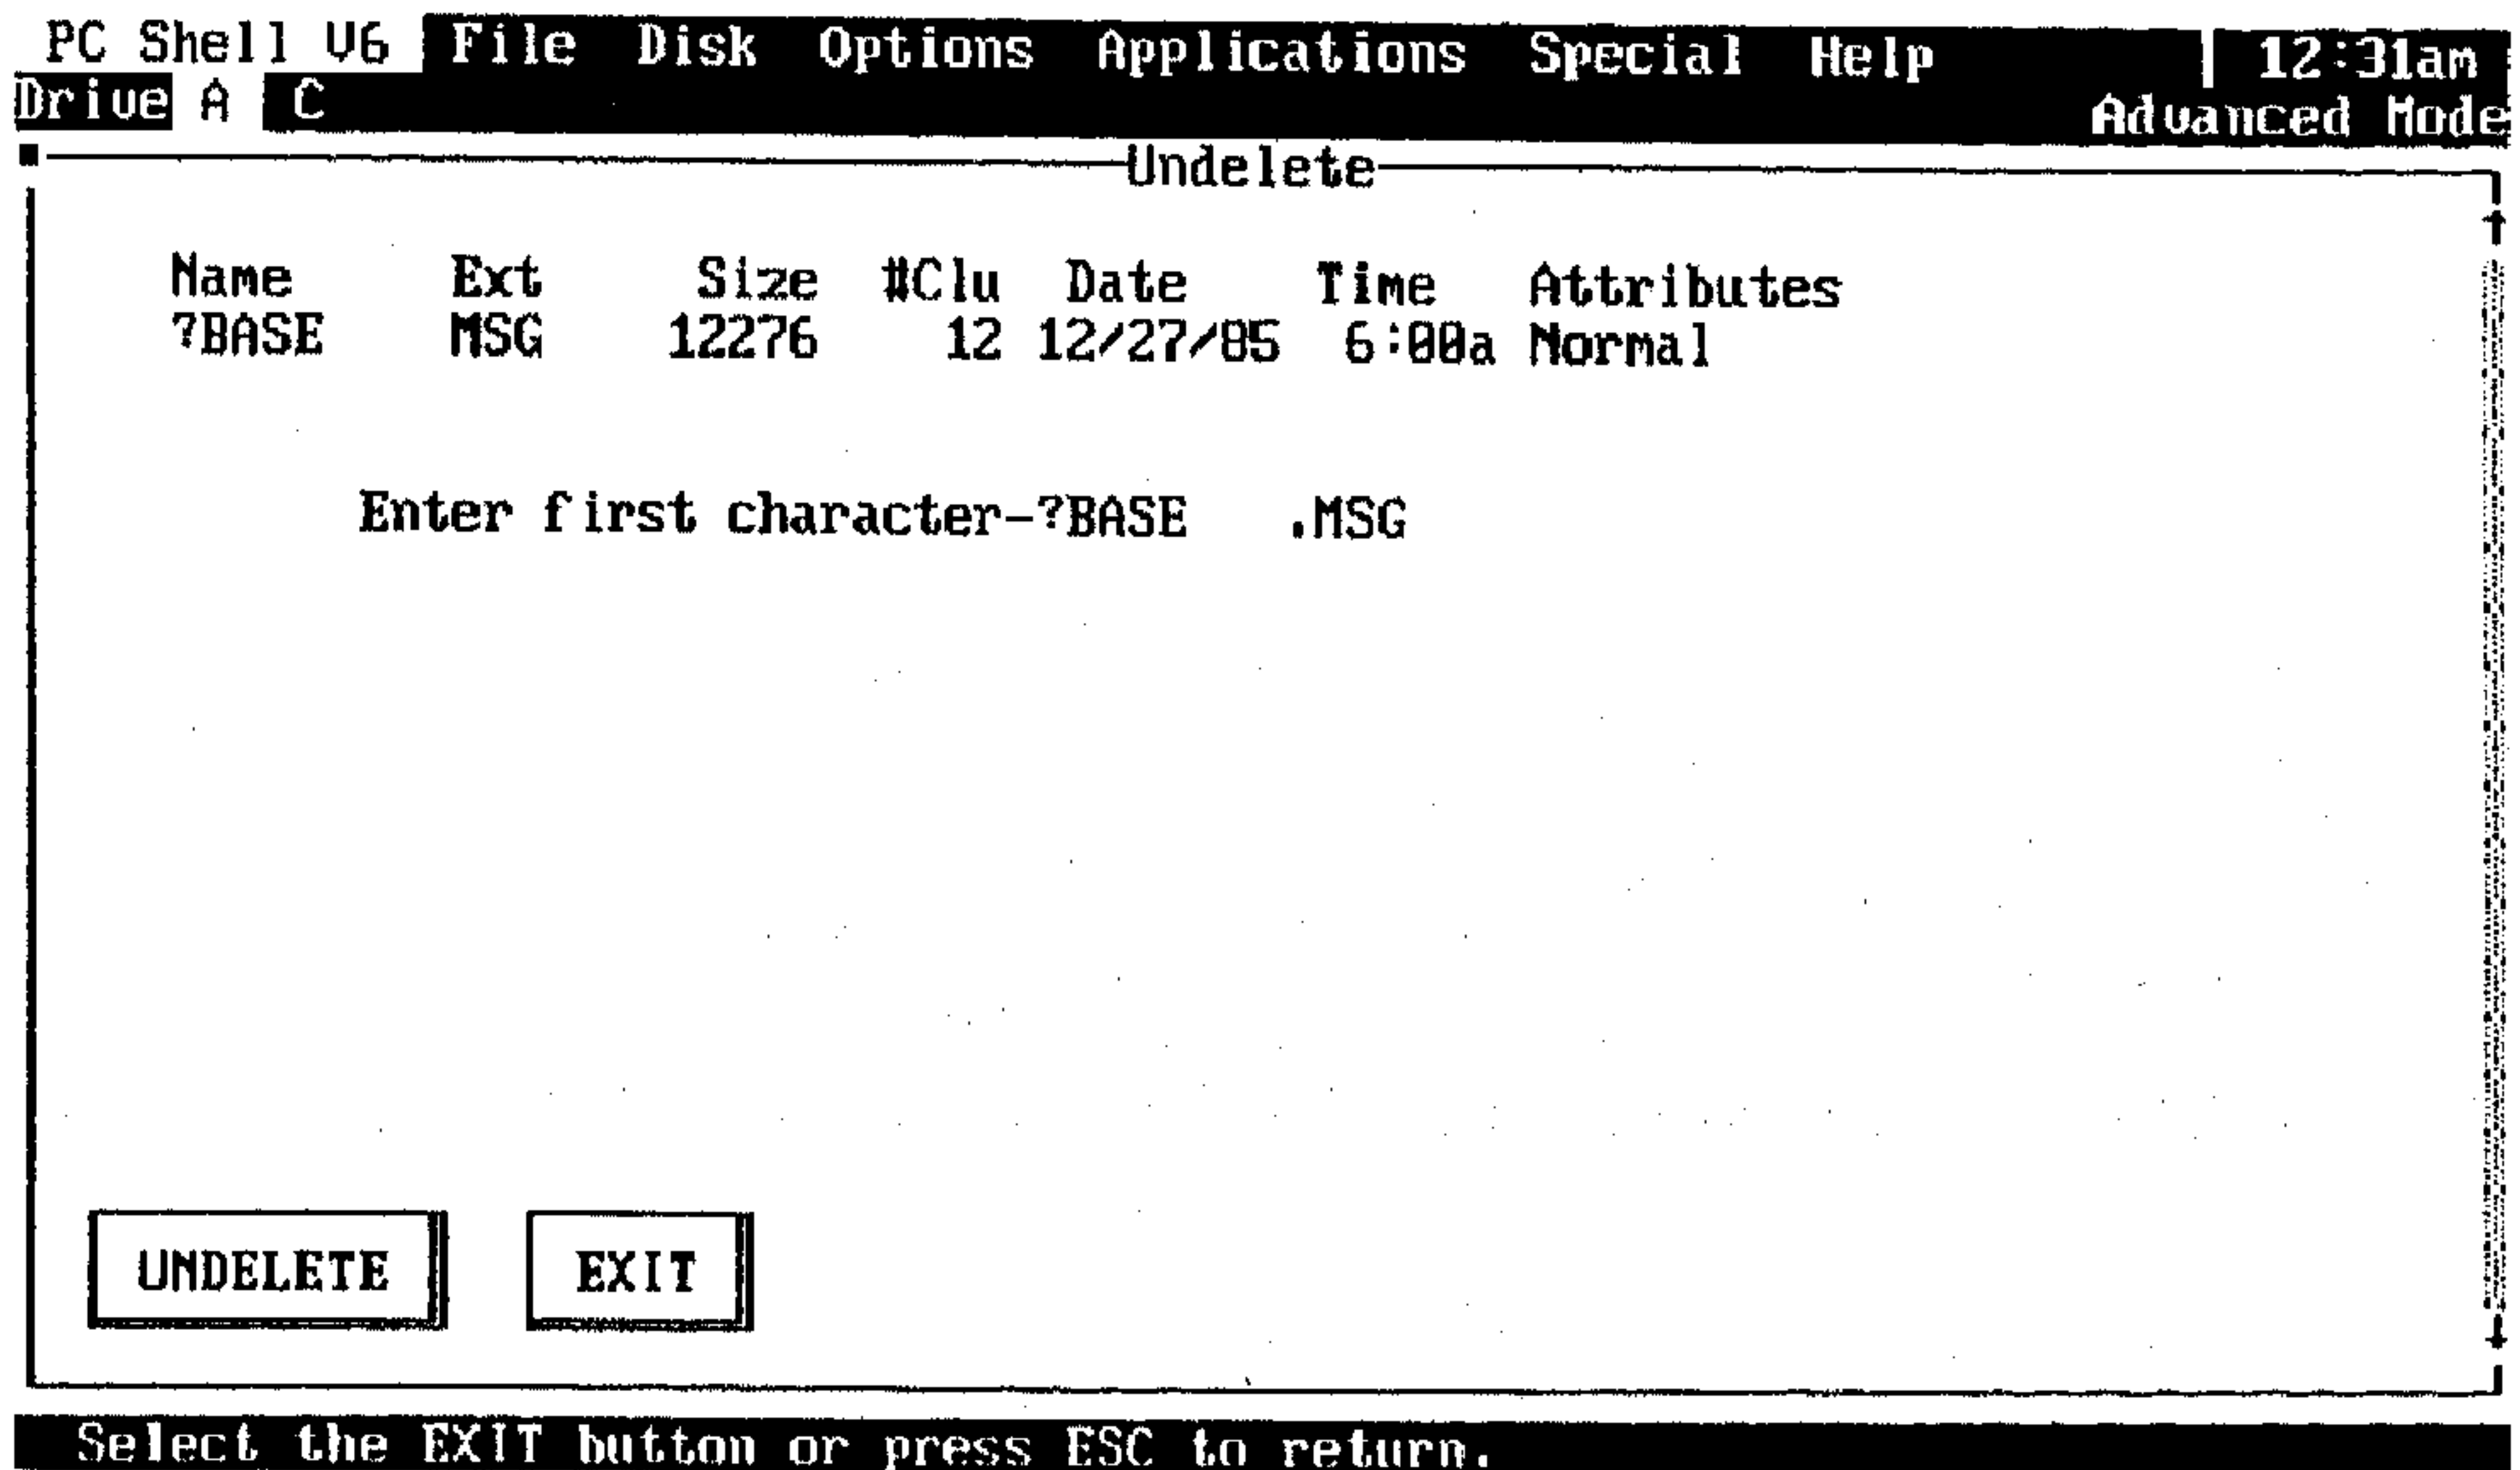 PC Shell V6 File Disk Options Applications Special Help 12:31am
Drive A C Advanced Mode
Undelete
Name Ext Size #Clu Date Time Attributes
?BASE MSG 12276 12 12/27/85 6:00a Normal
Enter first character-?BASE .MSG
UNDELETE EXIT
Select the EXIT button or press ESC to return.